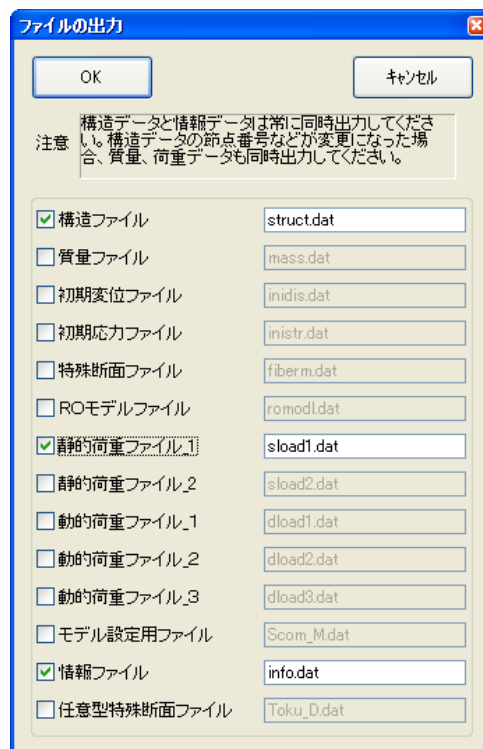 ファイルの出力
OK
キャンセル
注意
構造データと情報データは常に同時出力してくださ
い。構造データの節点番号などが変更になった場
合、質量、荷重データも同時出力してください。
構造ファイル struct.dat
質量ファイル mass.dat
初期変位ファイル inidis.dat
初期応力ファイル inistr.dat
特殊断面ファイル fiberm.dat
ROモデルファイル romodl.dat
静的荷重ファイル_1 sload1.dat
静的荷重ファイル_2 sload2.dat
動的荷重ファイル_1 dload1.dat
動的荷重ファイル_2 dload2.dat
動的荷重ファイル_3 dload3.dat
モデル設定用ファイル Scom_M.dat
情報ファイル info.dat
任意型特殊断面ファイル Toku_D.dat